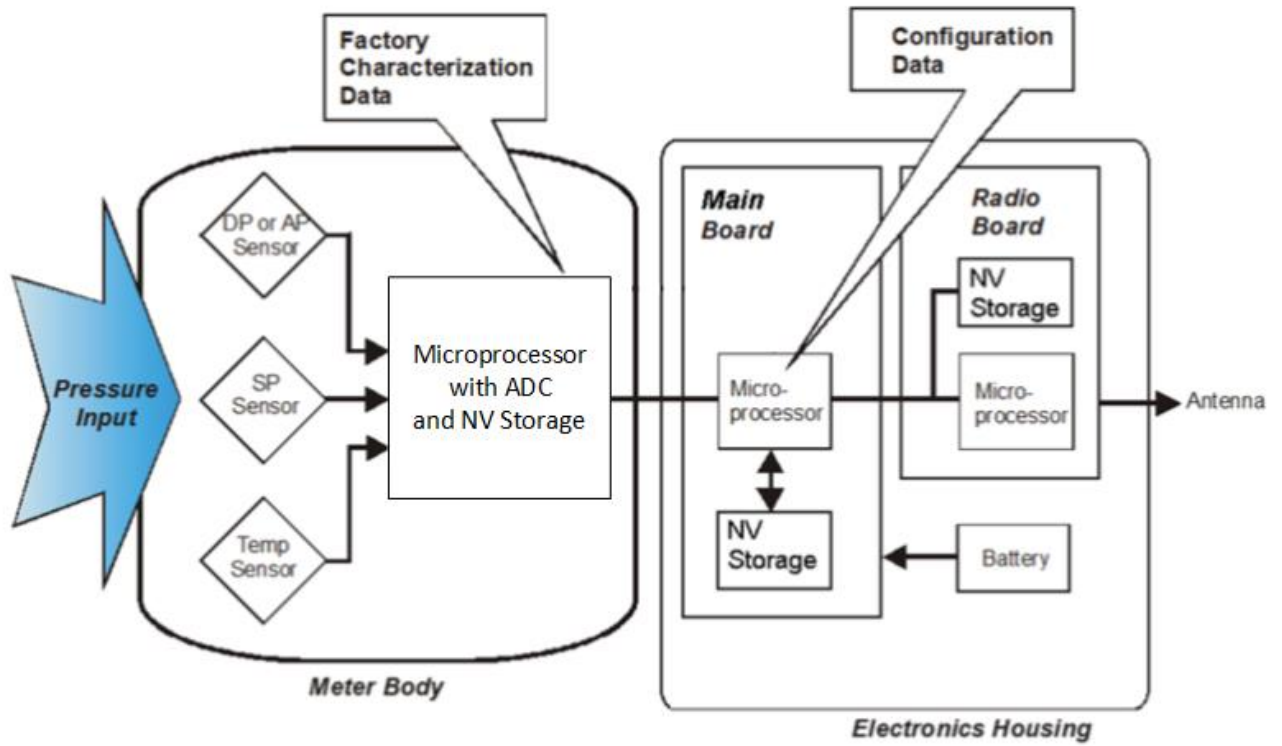 Factory
Characterization
Data
Configuration
Data
Pressure
Input
DP or AP
Sensor
SP
Sensor
Temp
Sensor
Microprocessor
with ADC
and NV Storage
Meter Body
Main
Board
Micro-
processor
NV
Storage
Radio
Board
NV
Storage
Micro-
processor
Battery
Antenna
Electronics Housing